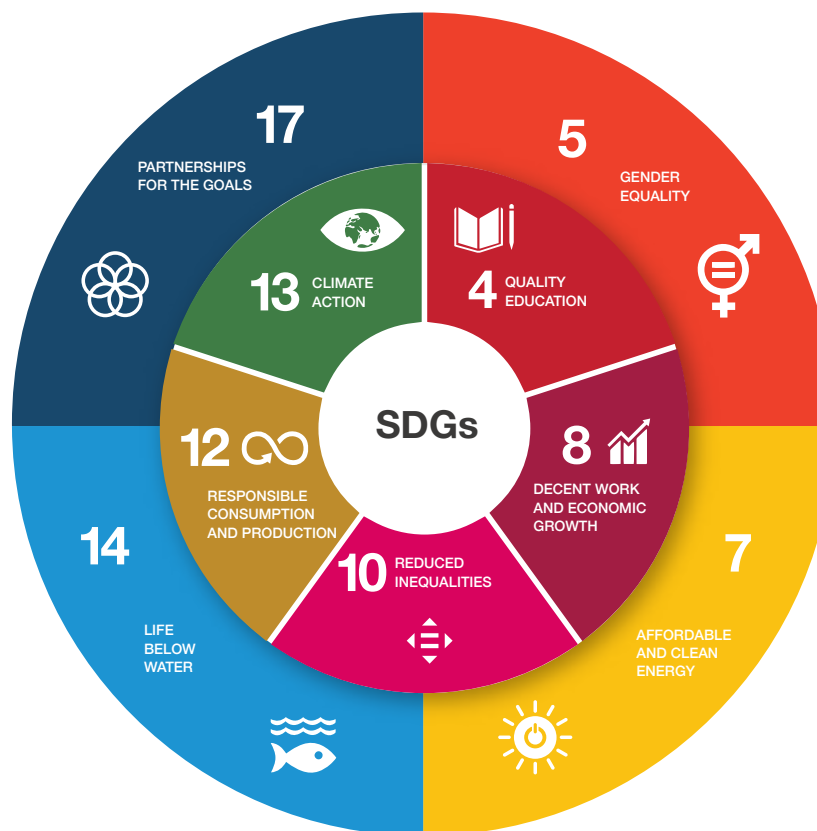 17
PARTNERSHIPS
FOR THE GOALS
5
GENDER
EQUALITY
13
CLIMATE
ACTION
4
QUALITY
EDUCATION
SDGs
12
RESPONSIBLE
CONSUMPTION
AND PRODUCTION
8
DECENT WORK
AND ECONOMIC
GROWTH
10
REDUCED
INEQUALITIES
14
LIFE
BELOW
WATER
7
AFFORDABLE
AND CLEAN
ENERGY